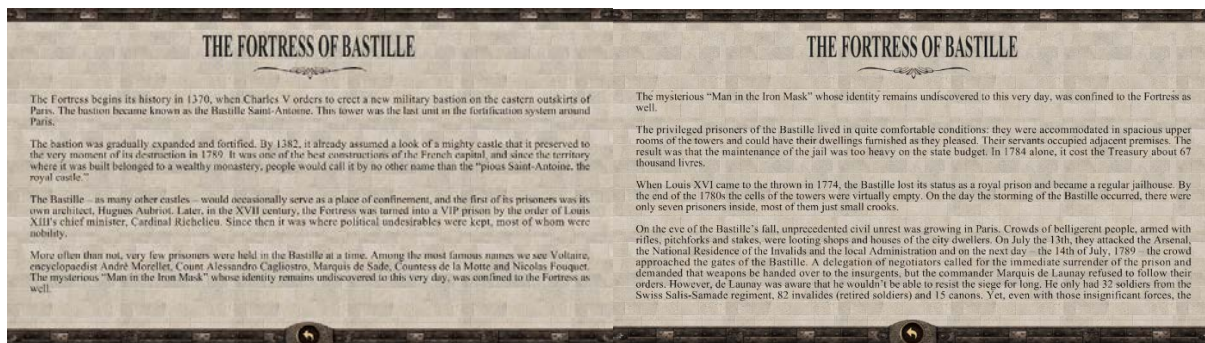 THE FORTRESS OF BASTILLE
The Fortress begins its history in 1370, when Charles V orders to erect a new military bastion on the eastern outskirts of
Paris. The bastion became known as the Bastille Saint-Antoine. This tower was the last unit in the fortification system around
Paris.
The bastion was gradually expanded and fortified. By 1382, it already assumed a look of a mighty castle that it preserved to
the very moment of its destruction in 1789. It was one of the best constructions of the French capital, and since the territory
where it was built belonged to a wealthy monastery, people would call it by no other name than the "pious Saint-Antoine, the
royal castle."
The Bastille – as many other castles – would occasionally serve as a place of confinement, and the first of its prisoners was its
own architect, Hugues Aubriot. Later, in the XVII century, the Fortress was turned into a VIP prison by the order of Louis
XIII's chief minister, Cardinal Richelieu. Since then it was where political undesirables were kept, most of whom were
nobility.
More often than not, very few prisoners were held in the Bastille at a time. Among the most famous names we see Voltaire,
encyclopaedist André Morellet, Count Alessandro Cagliostro, Marquis de Sade, Countess de la Motte and Nicolas Fouquet.
The mysterious "Man in the Iron Mask" whose identity remains undiscovered to this very day, was confined to the Fortress as
well.
THE FORTRESS OF BASTILLE
The mysterious "Man in the Iron Mask" whose identity remains undiscovered to this very day, was confined to the Fortress as
well.
The privileged prisoners of the Bastille lived in quite comfortable conditions: they were accommodated in spacious upper
rooms of the towers and could have their dwellings furnished as they pleased. Their servants occupied adjacent premises. The
result was that the maintenance of the jail was too heavy on the state budget. In 1784 alone, it cost the Treasury about 67
thousand livres.
When Louis XVI came to the thrown in 1774, the Bastille lost its status as a royal prison and became a regular jailhouse. By
the end of the 1780s the cells of the towers were virtually empty. On the day the storming of the Bastille occurred, there were
only seven prisoners inside, most of them just small crooks.
On the eve of the Bastille's fall, unprecedented civil unrest was growing in Paris. Crowds of belligerent people, armed with
rifles, pitchforks and stakes, were looting shops and houses of the city dwellers. On July the 13th, they attacked the Arsenal,
the National Residence of the Invalids and the local Administration and on the next day – the 14th of July, 1789 – the crowd
approached the gates of the Bastille. A delegation of negotiators called for the immediate surrender of the prison and
demanded that weapons be handed over to the insurgents, but the commander Marquis de Launay refused to follow their
orders. However, de Launay was aware that he wouldn't be able to resist the siege for long. He only had 32 soldiers from the
Swiss Salis-Samade regiment, 82 invalides (retired soldiers) and 15 canons. Yet, even with those insignificant forces, the